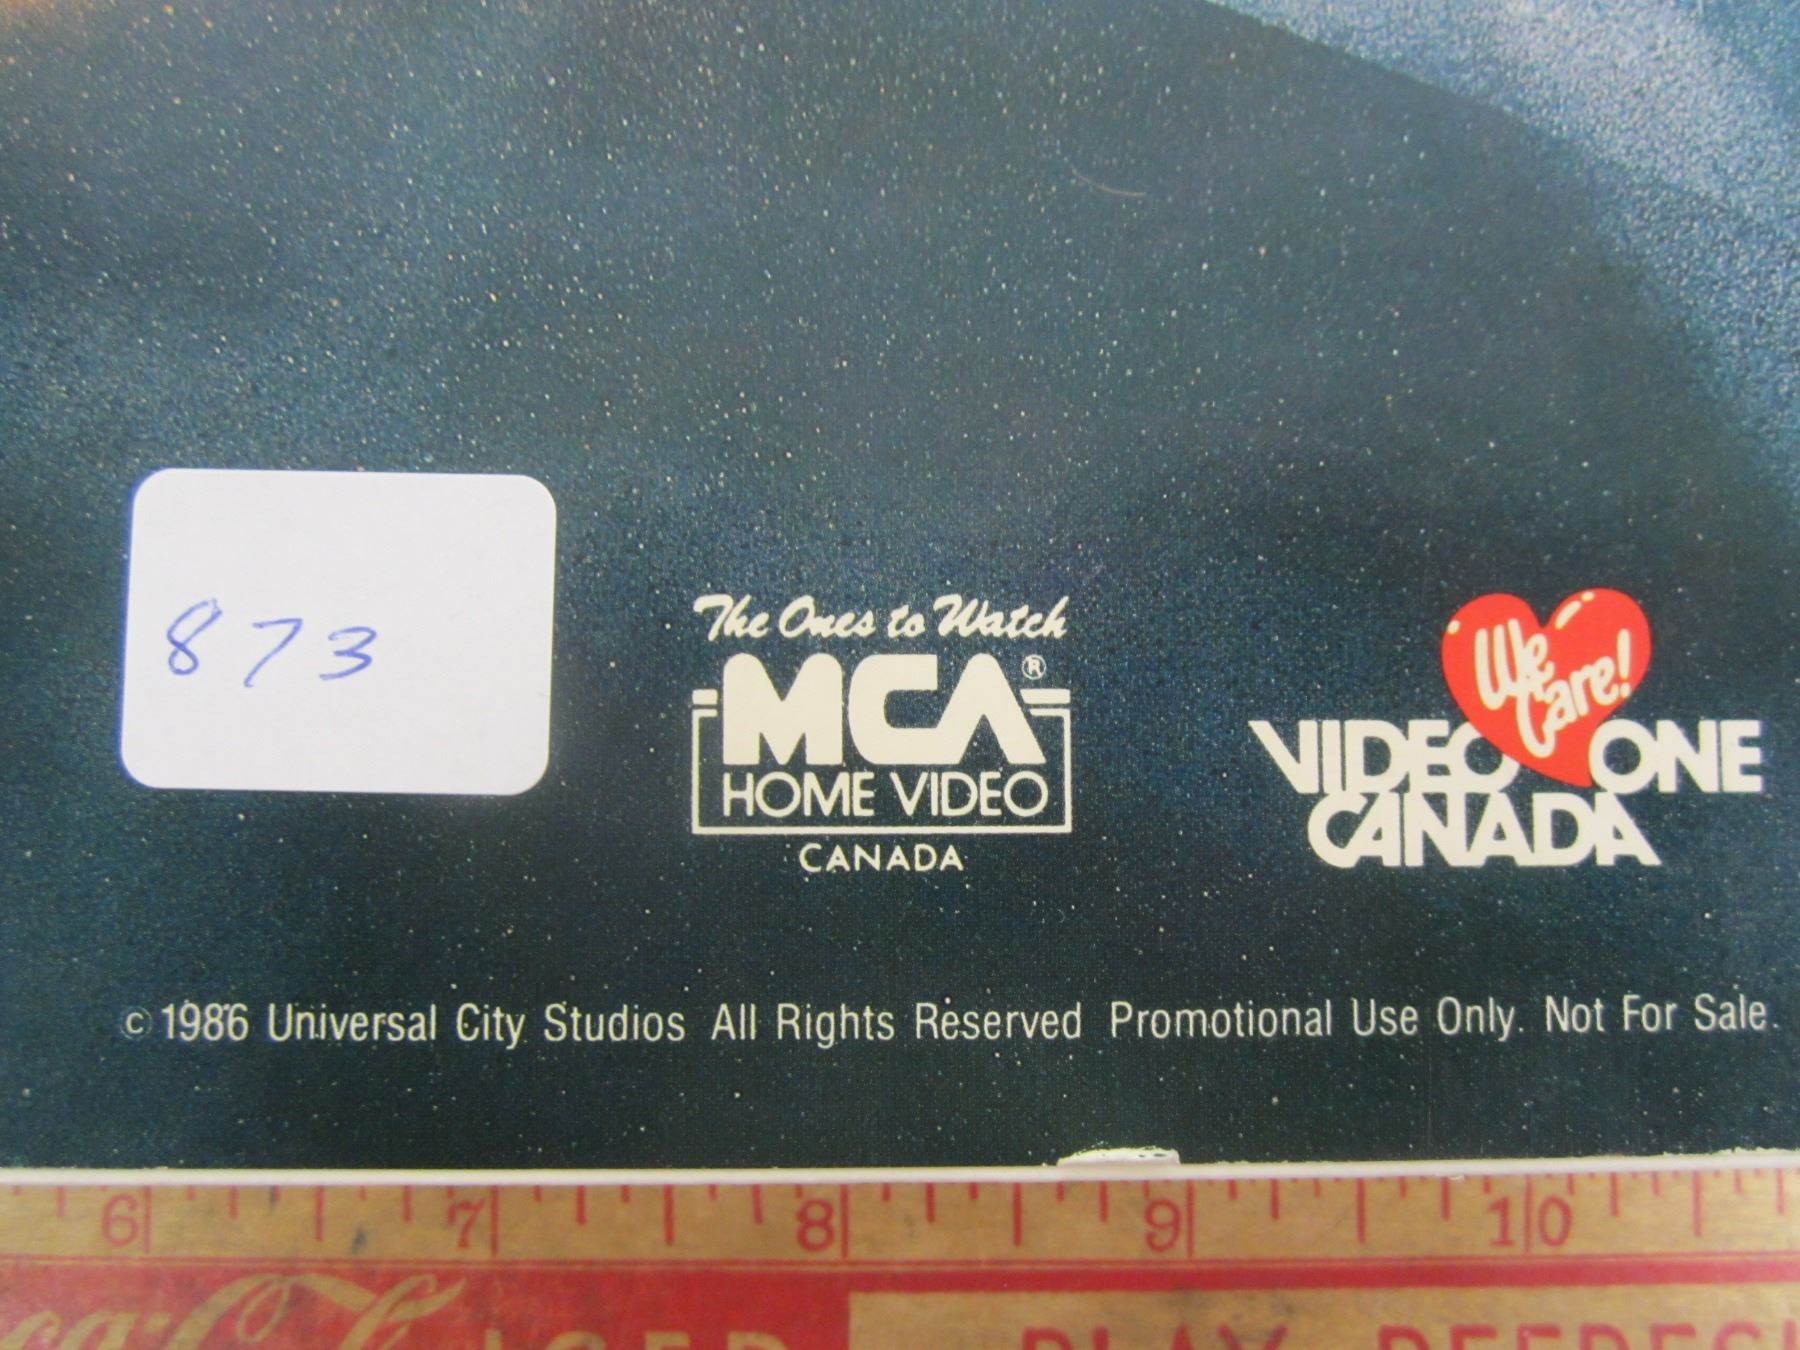 873
The Ones to Watch
MCA®
HOME VIDEO
CANADA
We
Care!
VIDEO ONE
CANADA
© 1986 Universal City Studios All Rights Reserved Promotional Use Only. Not For Sale.
6 7 8 9 10
PLAY